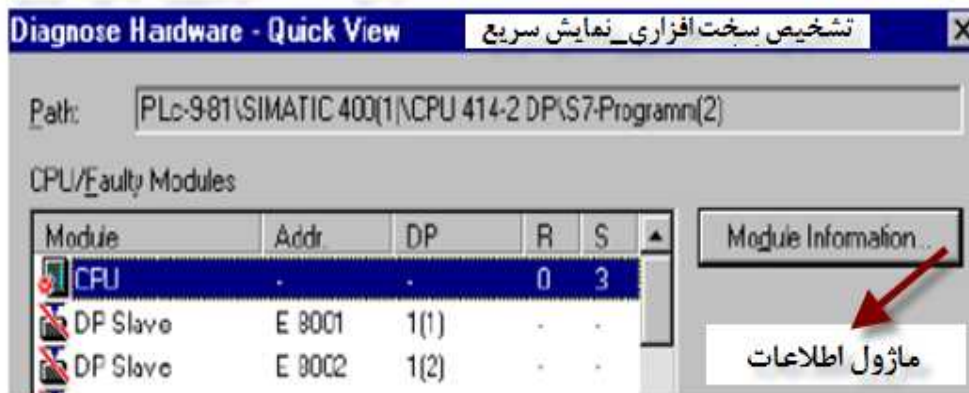 Diagnose Hardware - Quick View تشخیص سخت افزاری_نمایش سریع
Path: PLc-9-81\SIMATIC 400(1)\CPU 414-2 DP\S7-Programm(2)
CPU/Faulty Modules
Module Addr. DP R S Module Information...
CPU - - 0 3
DP Slave E 8001 1(1) - -
DP Slave E 8002 1(2) - -
ماژول اطلاعات